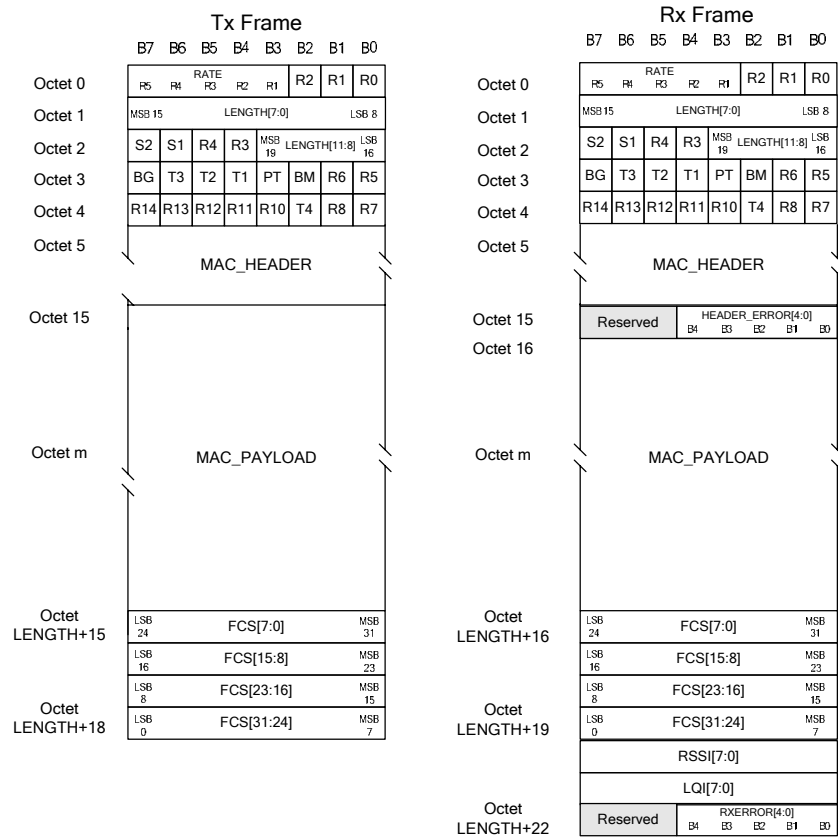 Tx Frame
B7 B6 B5 B4 B3 B2 B1 B0
Octet 0 RATE R5 R4 R3 R2 R1 R2 R1 R0
Octet 1 MSB 15 LENGTH[7:0] LSB 8
Octet 2 S2 S1 R4 R3 MSB 19 LENGTH[11:8] LSB 16
Octet 3 BG T3 T2 T1 PT BM R6 R5
Octet 4 R14 R13 R12 R11 R10 T4 R8 R7
Octet 5
MAC_HEADER
Octet 15
Octet m MAC_PAYLOAD
Octet LENGTH+15 LSB 24 FCS[7:0] MSB 31
LSB 16 FCS[15:8] MSB 23
LSB 8 FCS[23:16] MSB 15
Octet LENGTH+18 LSB 0 FCS[31:24] MSB 7
Rx Frame
B7 B6 B5 B4 B3 B2 B1 B0
Octet 0 RATE R5 R4 R3 R2 R1 R2 R1 R0
Octet 1 MSB 15 LENGTH[7:0] LSB 8
Octet 2 S2 S1 R4 R3 MSB 19 LENGTH[11:8] LSB 16
Octet 3 BG T3 T2 T1 PT BM R6 R5
Octet 4 R14 R13 R12 R11 R10 T4 R8 R7
Octet 5
MAC_HEADER
Octet 15 Reserved HEADER_ERROR[4:0] B4 B3 B2 B1 B0
Octet 16
Octet m MAC_PAYLOAD
Octet LENGTH+16 LSB 24 FCS[7:0] MSB 31
LSB 16 FCS[15:8] MSB 23
LSB 8 FCS[23:16] MSB 15
Octet LENGTH+19 LSB 0 FCS[31:24] MSB 7
RSSI[7:0]
LQI[7:0]
Octet LENGTH+22 Reserved RXERROR[4:0] B4 B3 B2 B1 B0